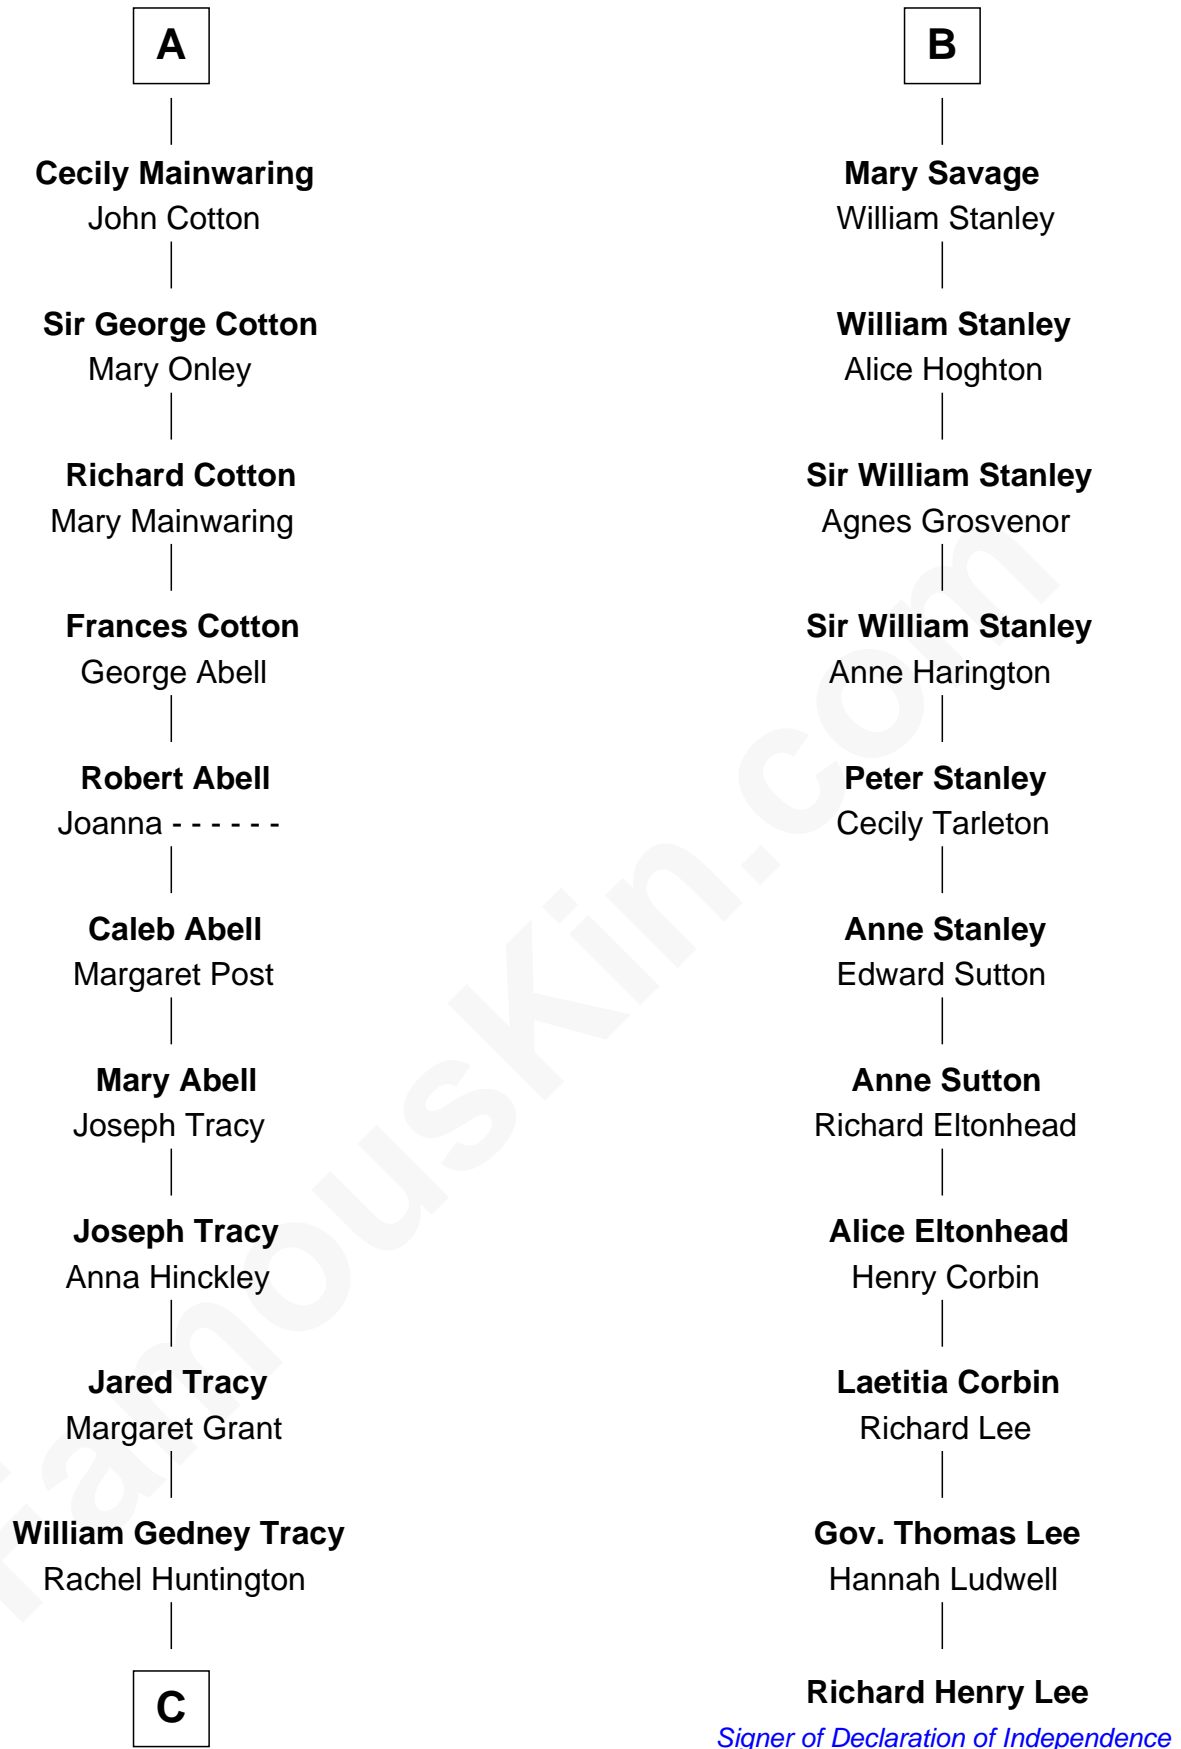 A
Cecily Mainwaring
John Cotton
Sir George Cotton
Mary Onley
Richard Cotton
Mary Mainwaring
Frances Cotton
George Abell
Robert Abell
Joanna - - - - - -
Caleb Abell
Margaret Post
Mary Abell
Joseph Tracy
Joseph Tracy
Anna Hinckley
Jared Tracy
Margaret Grant
William Gedney Tracy
Rachel Huntington
C
B
Mary Savage
William Stanley
William Stanley
Alice Hoghton
Sir William Stanley
Agnes Grosvenor
Sir William Stanley
Anne Harington
Peter Stanley
Cecily Tarleton
Anne Stanley
Edward Sutton
Anne Sutton
Richard Eltonhead
Alice Eltonhead
Henry Corbin
Laetitia Corbin
Richard Lee
Gov. Thomas Lee
Hannah Ludwell
Richard Henry Lee
Signer of Declaration of Independence
FamousKin.com